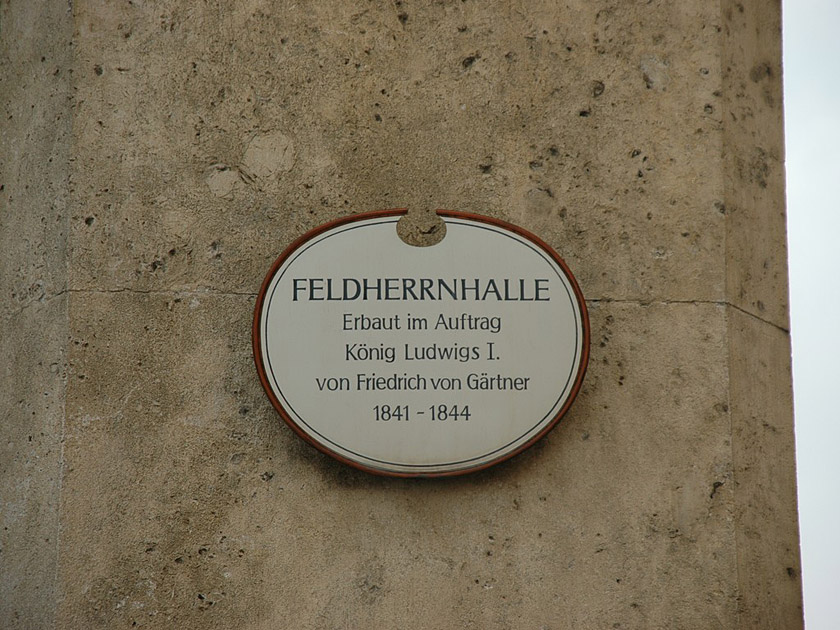 FELDHERRNHALLE
Erbaut im Auftrag
König Ludwigs I.
von Friedrich von Gärtner
1841 - 1844